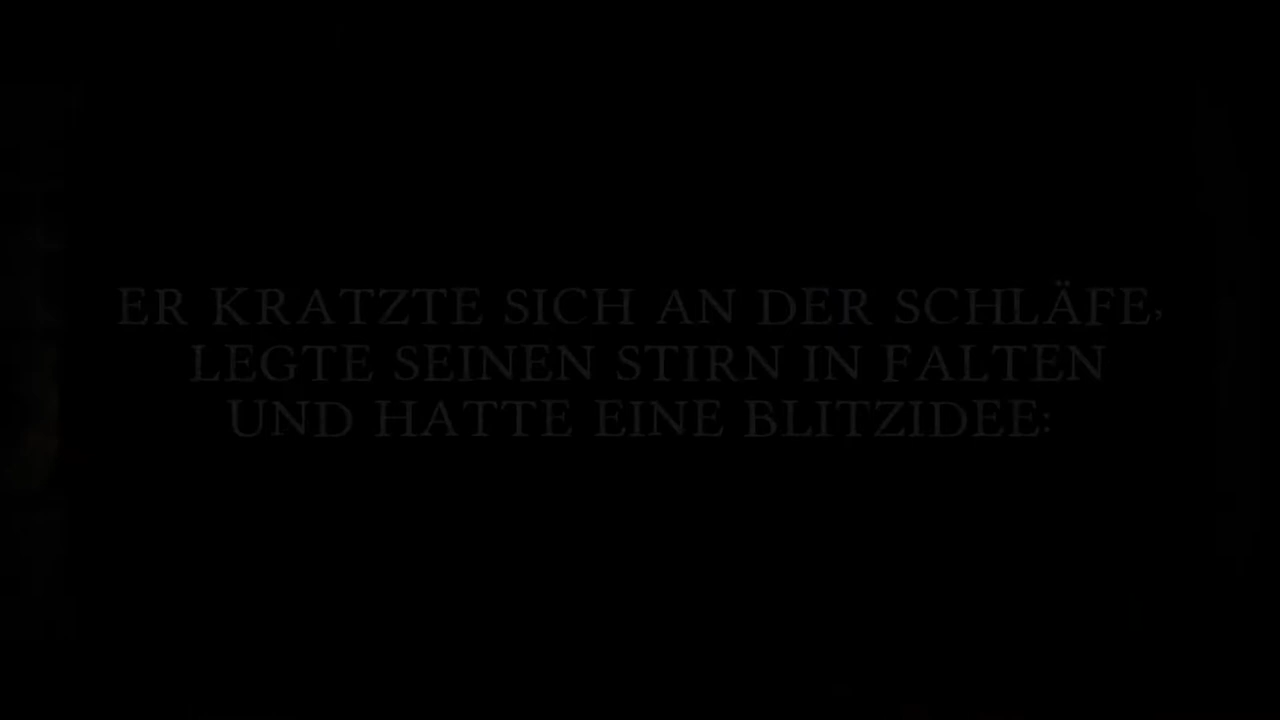 ER KRATZTE SICH AN DER SCHLÄFE,
LEGTE SEINEN STIRN IN FALTEN
UND HATTE EINE BLITZIDEE: